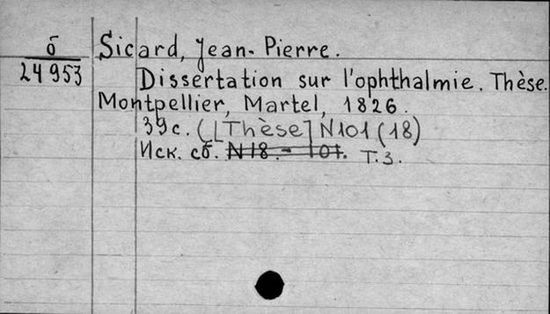 ō
24953
Sicard, Jean-Pierre.
Dissertation sur l'ophthalmie. Thèse.
Montpellier, Martel, 1826.
39 с. ([Thèse] N101 (18)
Иск. сб. N18. - 101. Т.3.